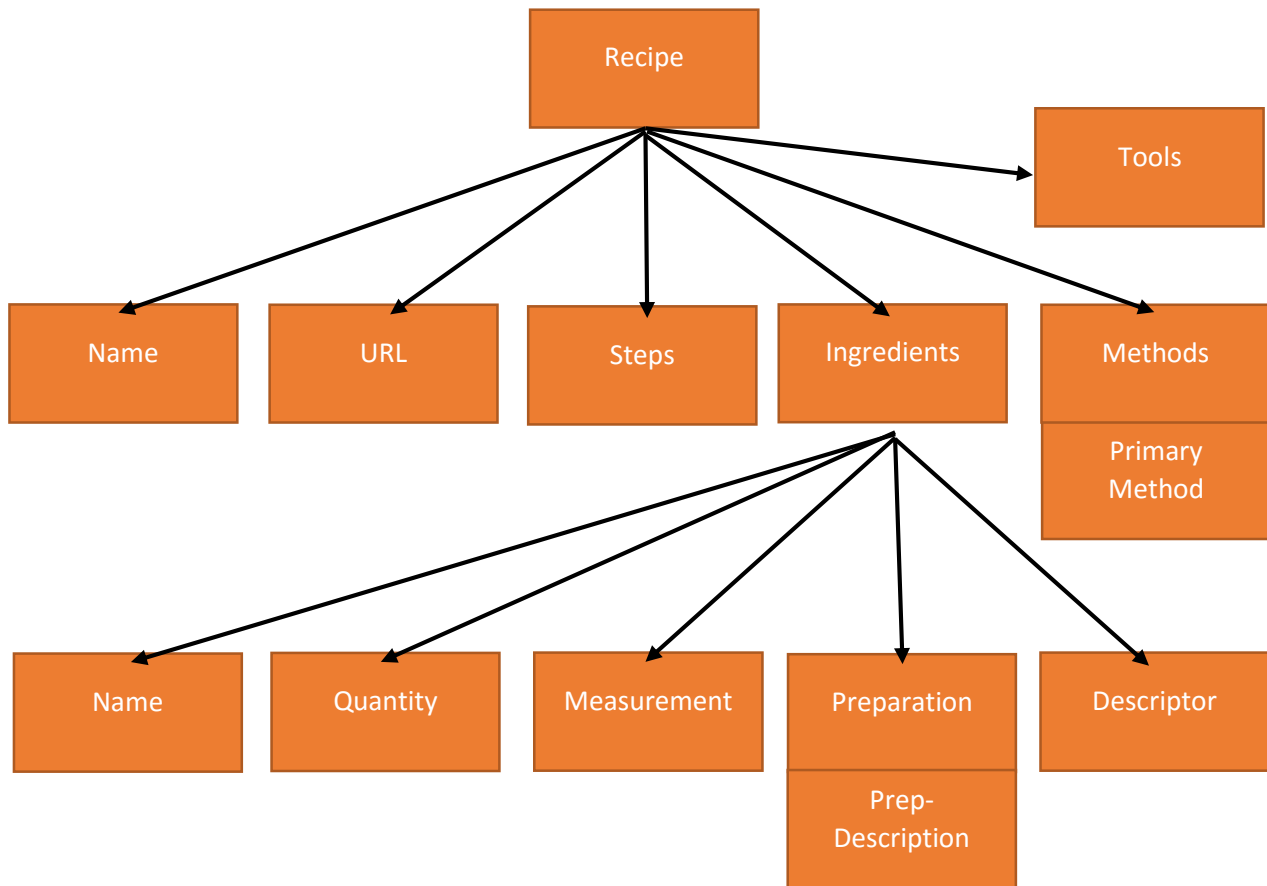 Recipe
Tools
Name
URL
Steps
Ingredients
Methods
Primary
Method
Name
Quantity
Measurement
Preparation
Descriptor
Prep-
Description